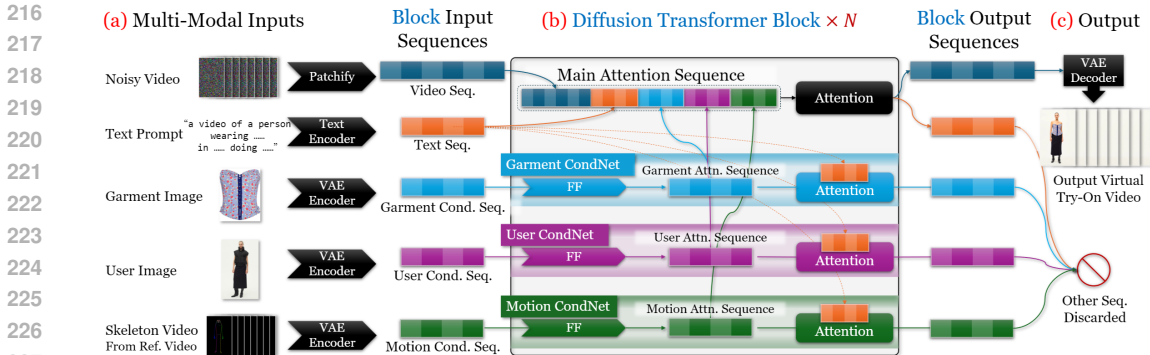 216
217
218
219
220
221
222
223
224
225
226
(a) Multi-Modal Inputs
Block Input
Sequences
(b) Diffusion Transformer Block × N
Block Output
Sequences
(c) Output
Noisy Video
Patchify
Video Seq.
Main Attention Sequence
Attention
VAE
Decoder
Text Prompt
"a video of a person
wearing ……
in …… doing ……"
Text
Encoder
Text Seq.
Garment Image
VAE
Encoder
Garment Cond. Seq.
Garment CondNet
FF
Garment Attn. Sequence
Attention
Output Virtual
Try-On Video
User Image
VAE
Encoder
User Cond. Seq.
User CondNet
FF
User Attn. Sequence
Attention
Other Seq.
Discarded
Skeleton Video
From Ref. Video
VAE
Encoder
Motion Cond. Seq.
Motion CondNet
FF
Motion Attn. Sequence
Attention